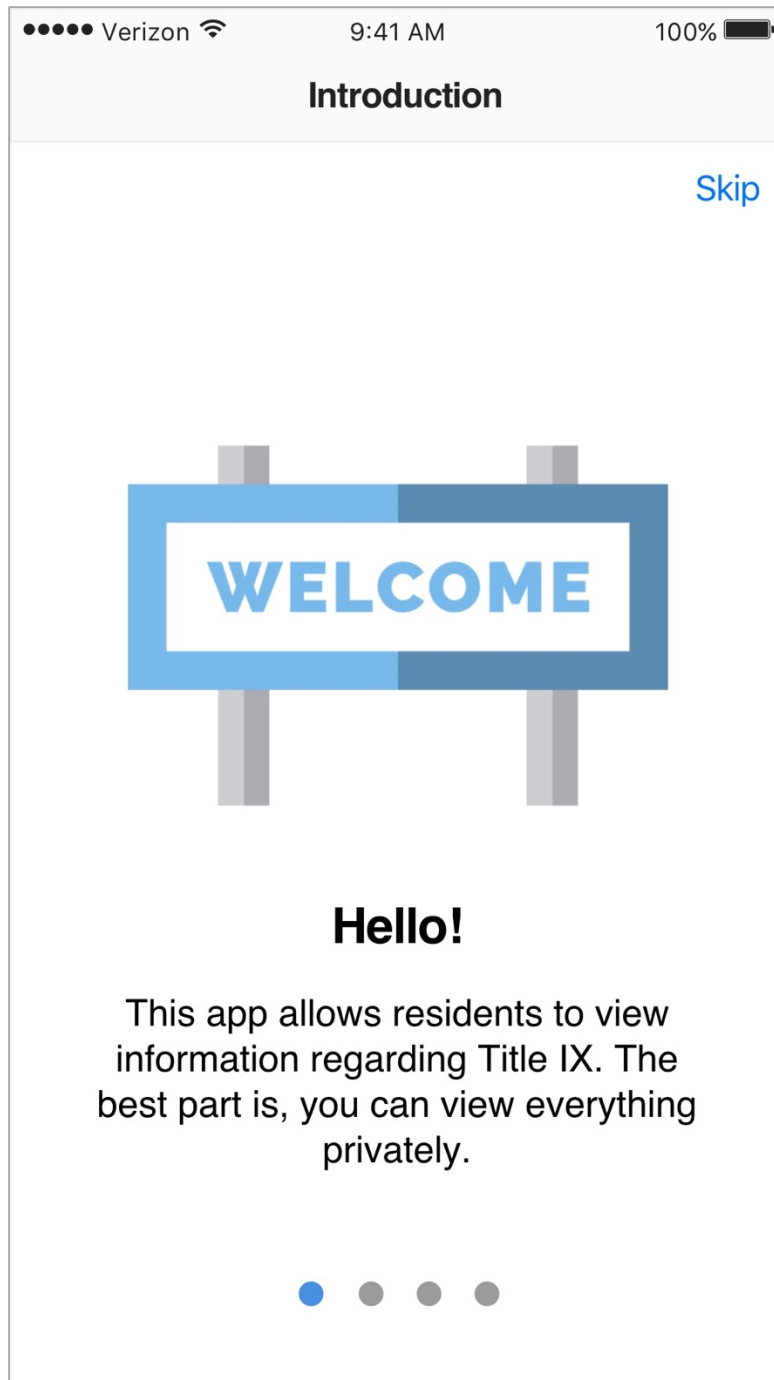 ●●●●● Verizon 9:41 AM 100%
Introduction
Skip
WELCOME
Hello!
This app allows residents to view
information regarding Title IX. The
best part is, you can view everything
privately.